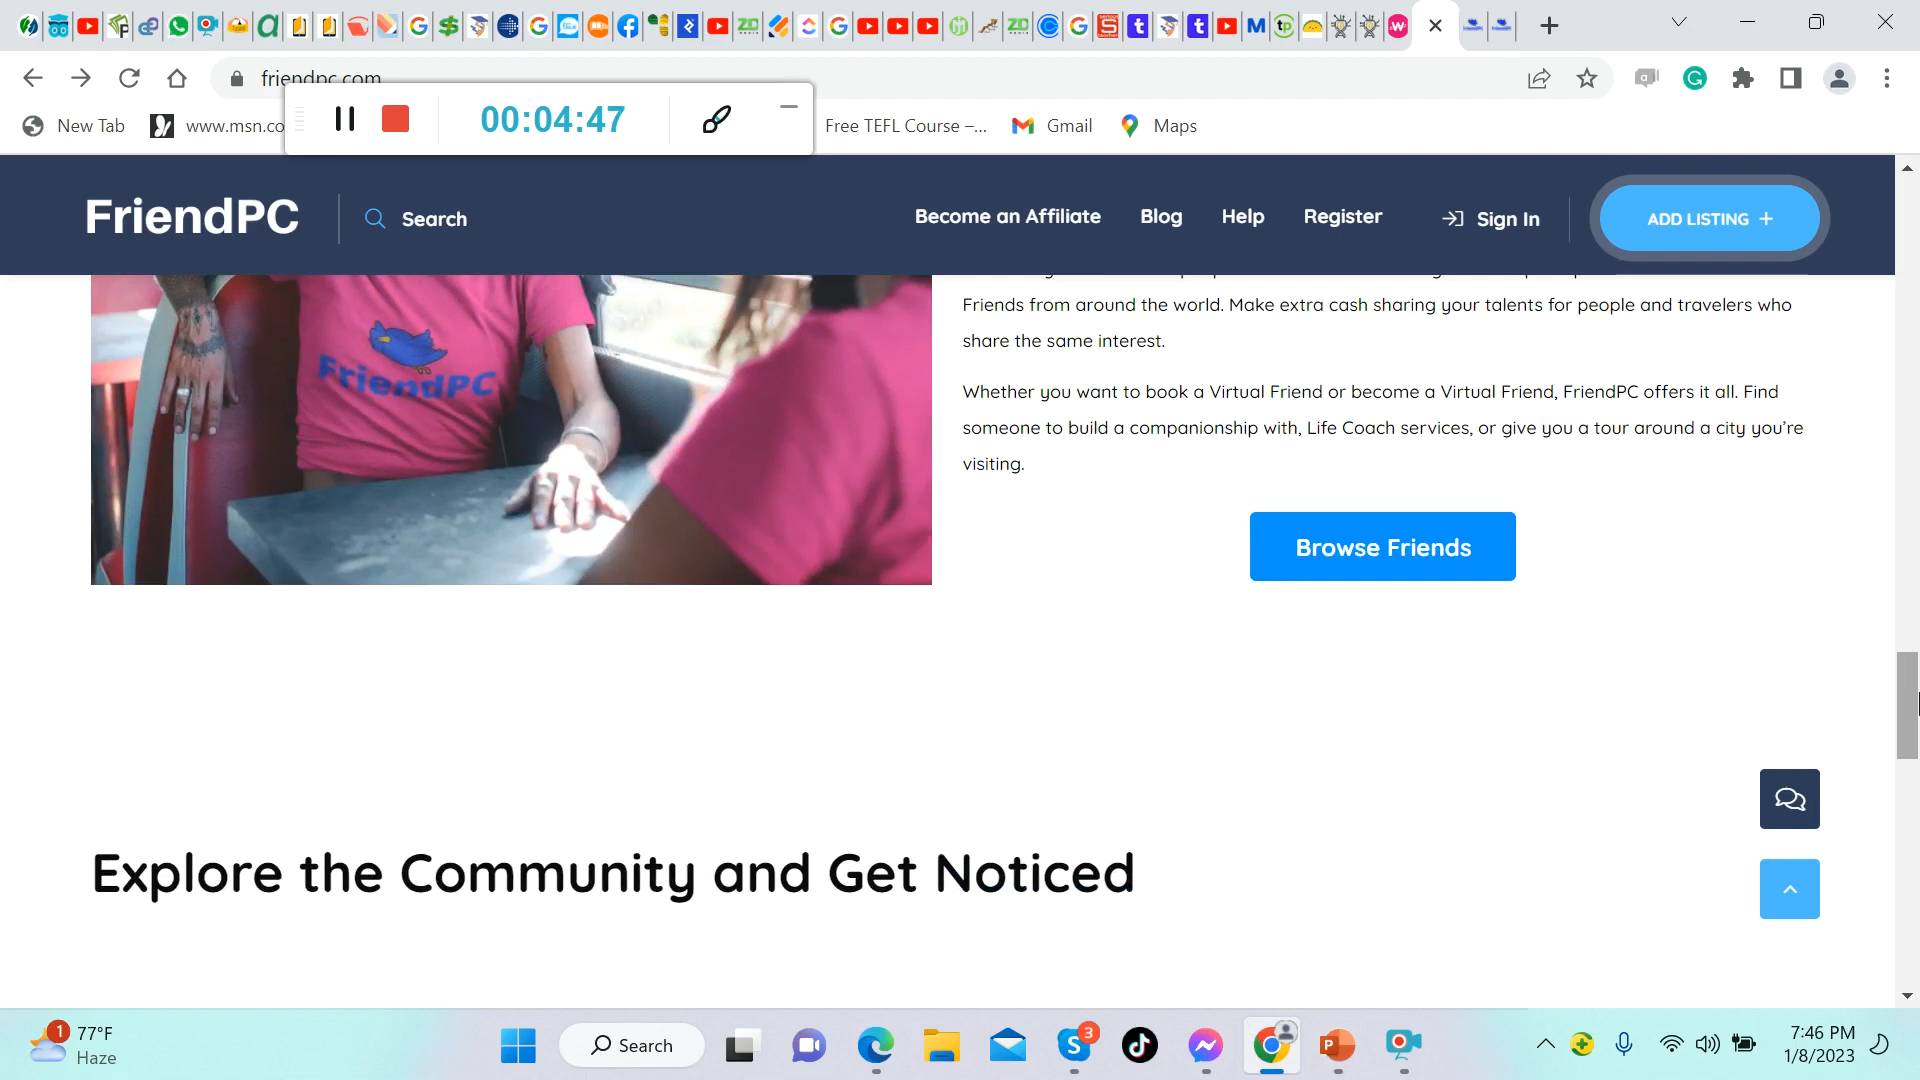 friendpc.com
00:04:47
New Tab
www.msn.co
Free TEFL Course –...
Gmail
Maps
FriendPC
Search
Become an Affiliate
Blog
Help
Register
Sign In
ADD LISTING +
Friends from around the world. Make extra cash sharing your talents for people and travelers who
share the same interest.
FriendPC
Whether you want to book a Virtual Friend or become a Virtual Friend, FriendPC offers it all. Find
someone to build a companionship with, Life Coach services, or give you a tour around a city you’re
visiting.
Browse Friends
Explore the Community and Get Noticed
1
77°F
Haze
Search
3
7:46 PM
1/8/2023